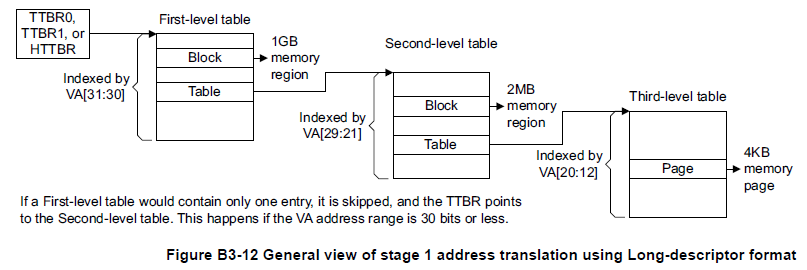 TTBR0,
TTBR1, or
HTTBR
First-level table
Indexed by
VA[31:30]
Block
Table
1GB
memory
region
Second-level table
Indexed by
VA[29:21]
Block
Table
2MB
memory
region
Third-level table
Indexed by
VA[20:12]
Page
4KB
memory
page
If a First-level table would contain only one entry, it is skipped, and the TTBR points
to the Second-level table. This happens if the VA address range is 30 bits or less.
Figure B3-12 General view of stage 1 address translation using Long-descriptor format